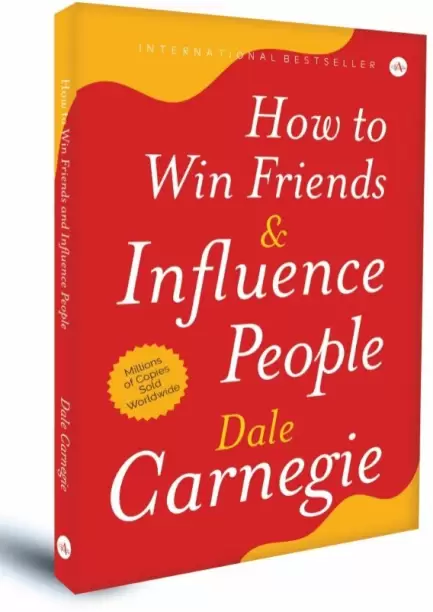 INTERNATIONAL BESTSELLER
How to
Win Friends
&
Influence
People
Millions
of Copies
Sold
Worldwide
Dale
Carnegie
How to Win Friends and Influence People
Dale Carnegie